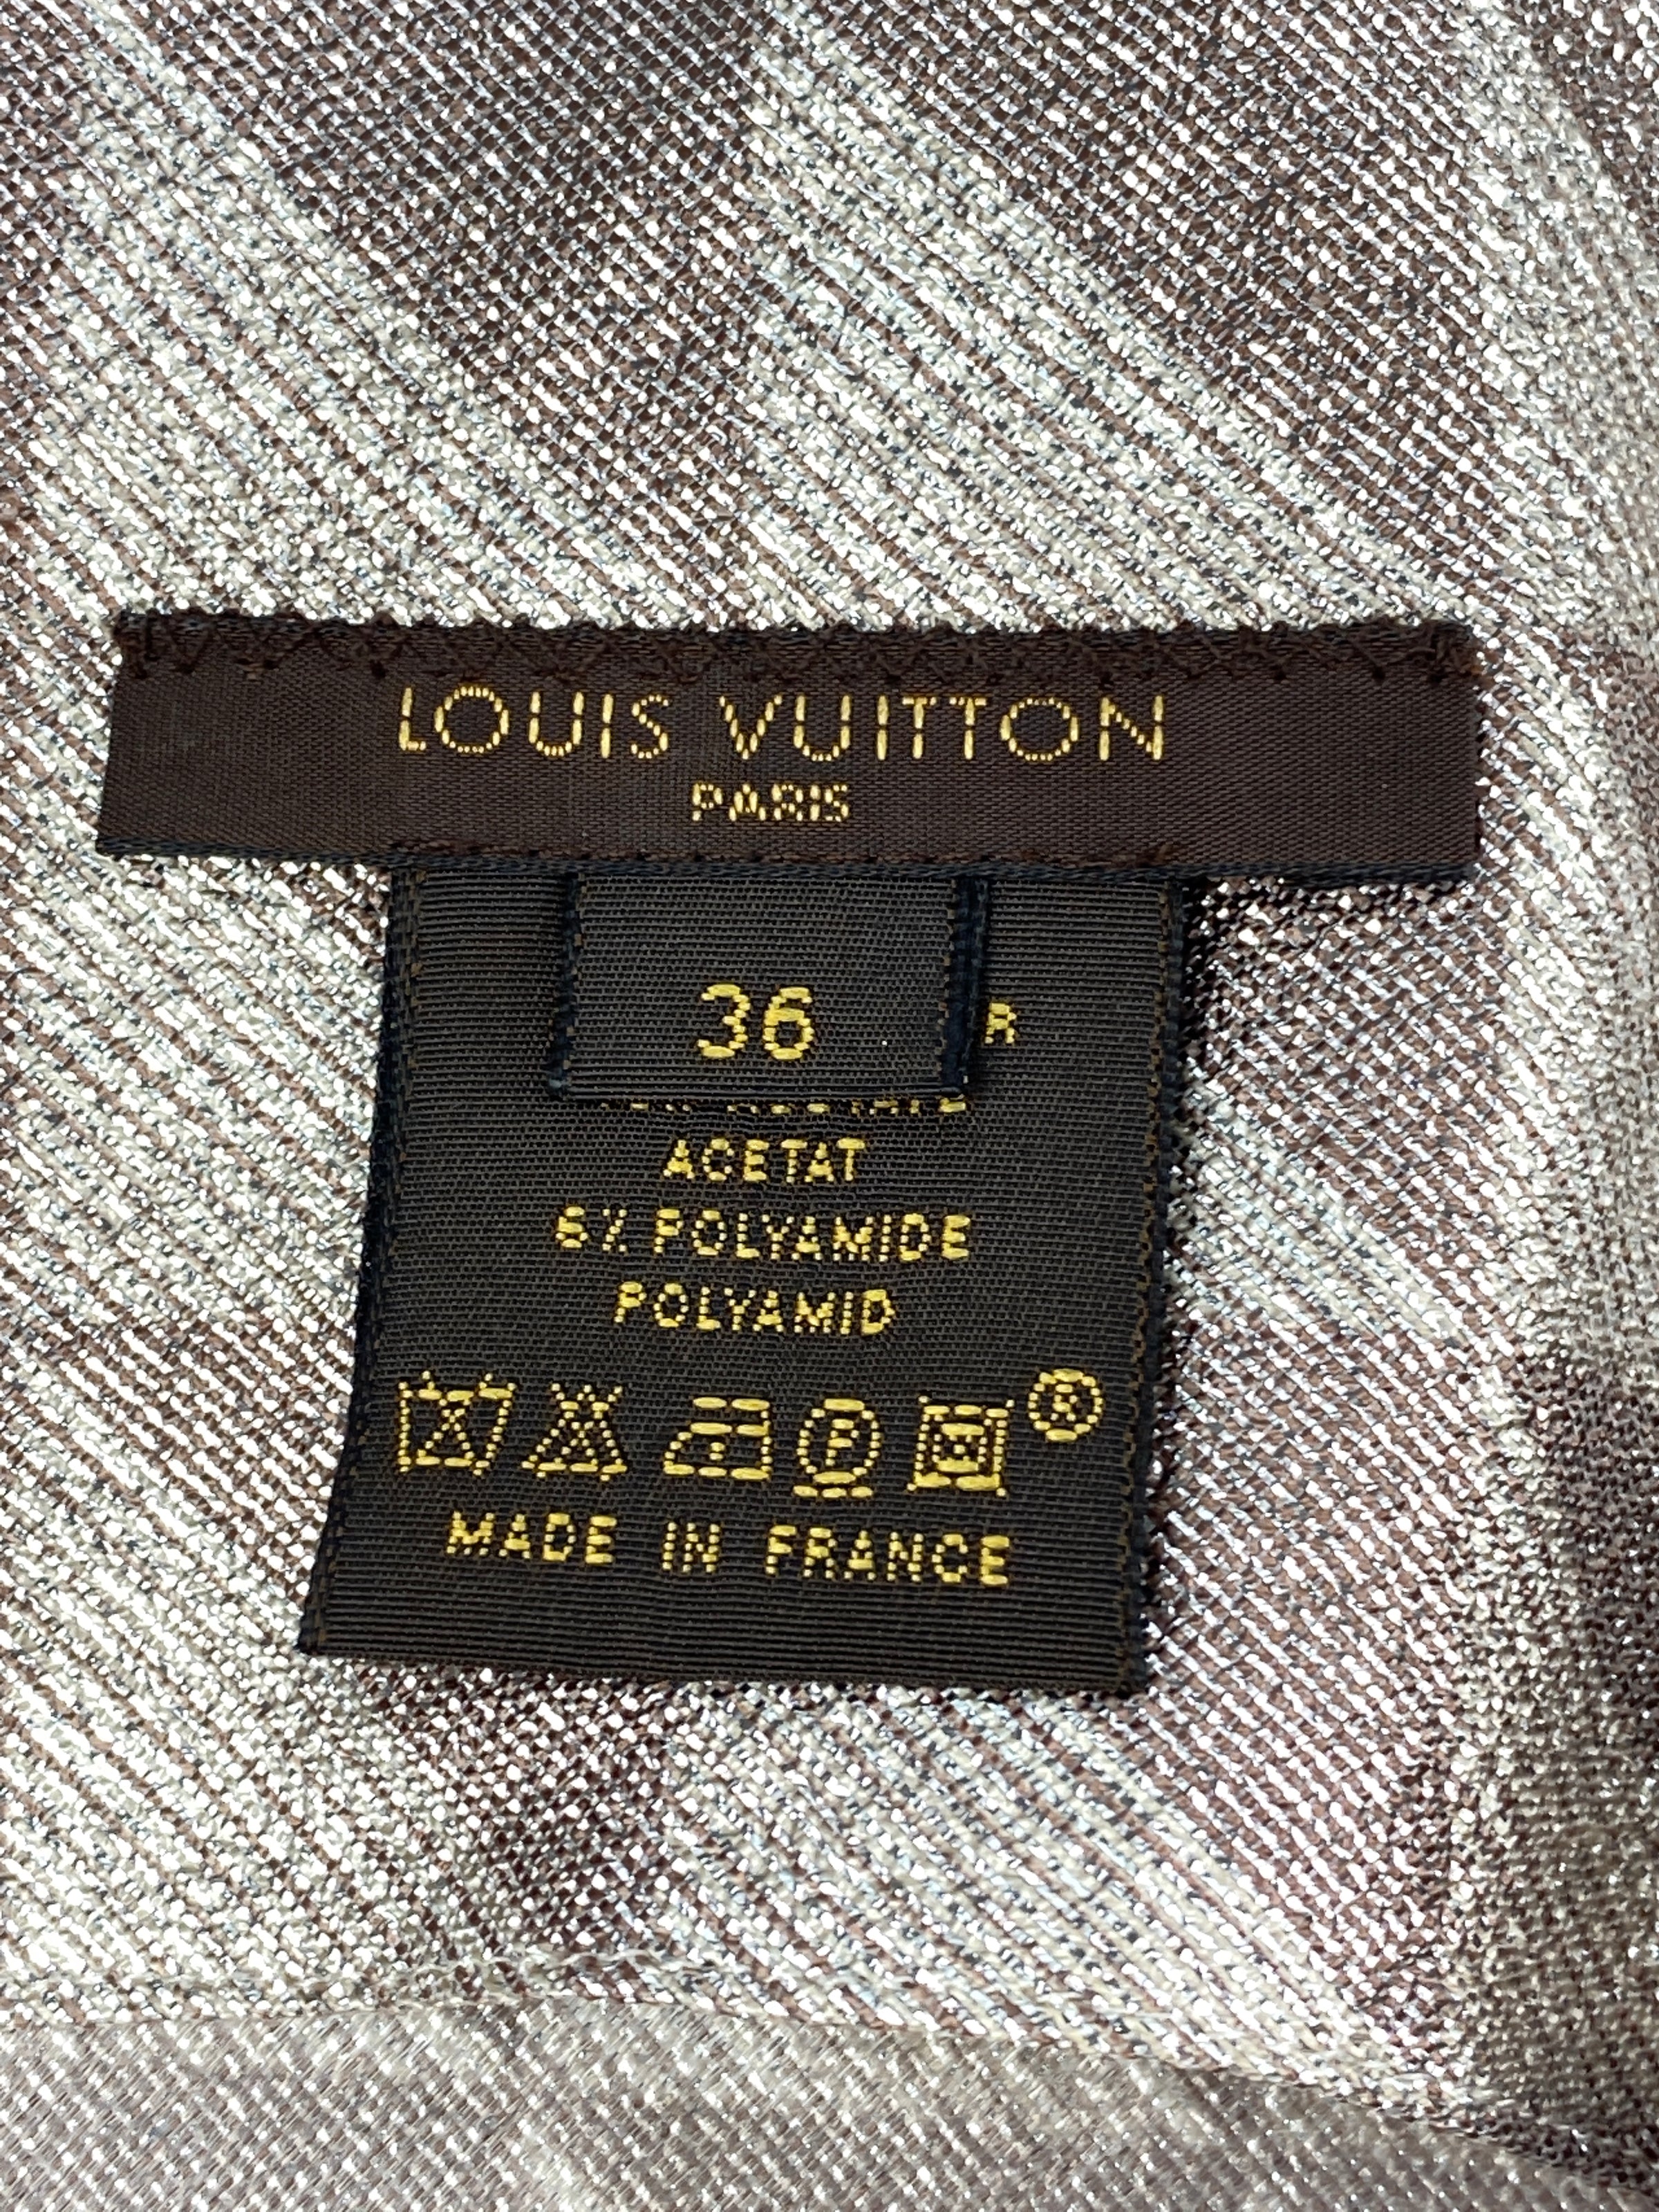 LOUIS VUITTON
PARIS
36
R
ACETAT
6% POLYAMIDE
POLYAMID
P
®
MADE IN FRANCE